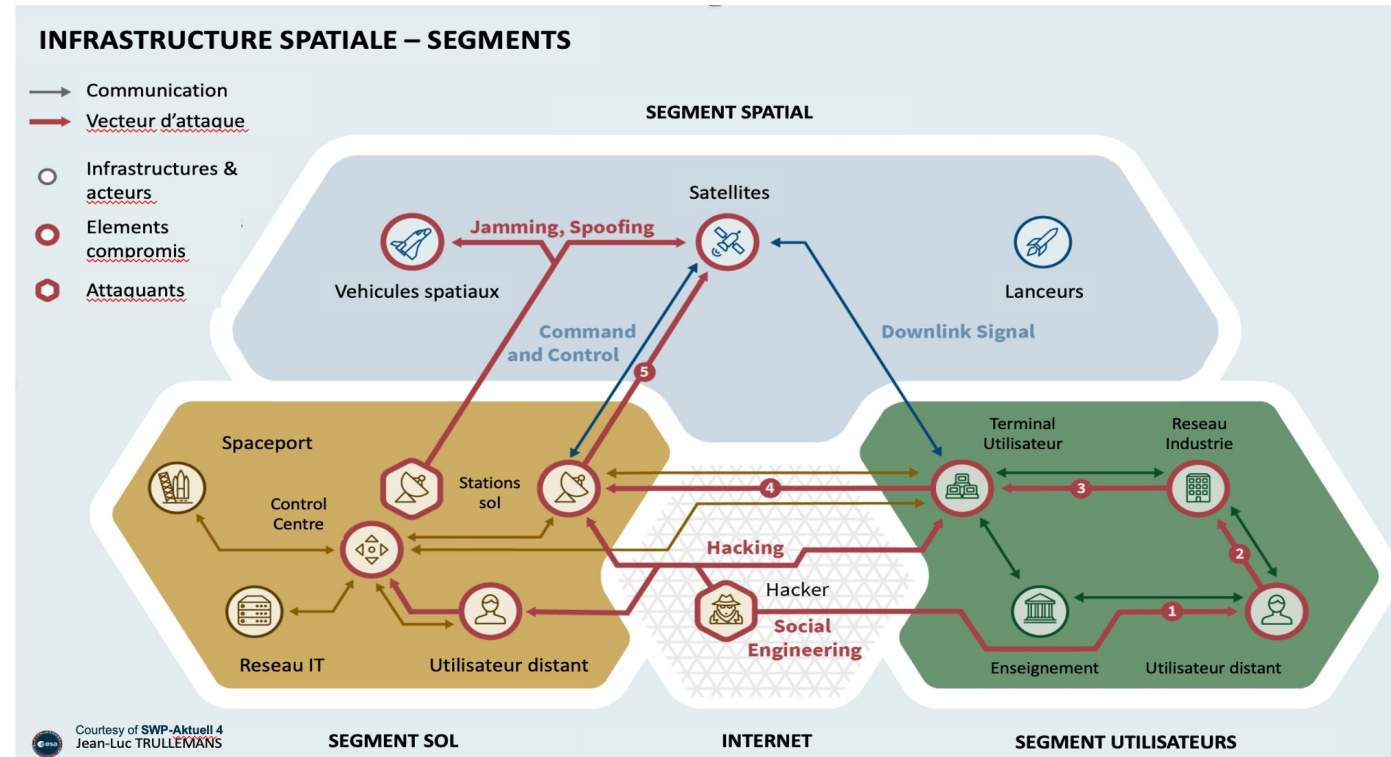 INFRASTRUCTURE SPATIALE – SEGMENTS
Communication
Vecteur d'attaque
Infrastructures &
acteurs
Elements
compromis
Attaquants
SEGMENT SPATIAL
Satellites
Jamming, Spoofing
Vehicules spatiaux
Lanceurs
Command
and Control
Downlink Signal
5
Spaceport
Control
Centre
Stations
sol
Reseau IT
Utilisateur distant
4
Hacking
Hacker
Social
Engineering
Terminal
Utilisateur
Reseau
Industrie
3
2
1
Enseignement
Utilisateur distant
esa
Courtesy of SWP-Aktuell 4
Jean-Luc TRULLEMANS
SEGMENT SOL
INTERNET
SEGMENT UTILISATEURS